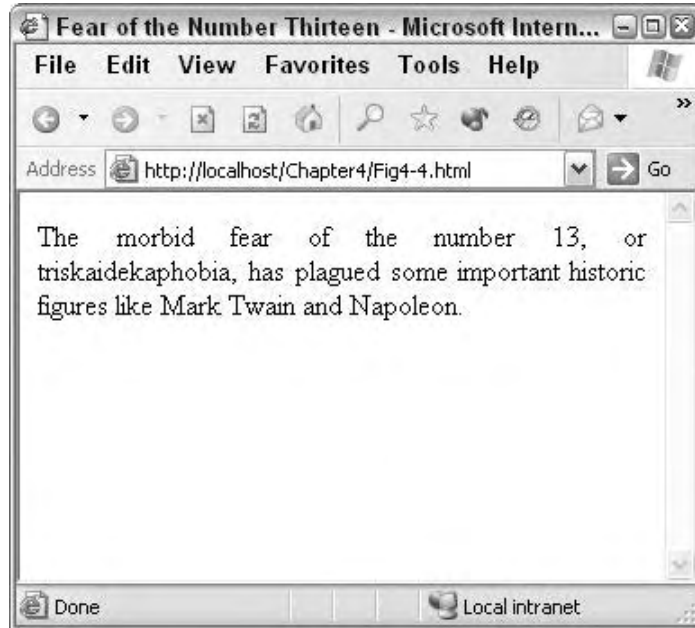 Fear of the Number Thirteen - Microsoft Intern...
File Edit View Favorites Tools Help
»
Address http://localhost/Chapter4/Fig4-4.html Go
The morbid fear of the number 13, or
triskaidekaphobia, has plagued some important historic
figures like Mark Twain and Napoleon.
Done Local intranet